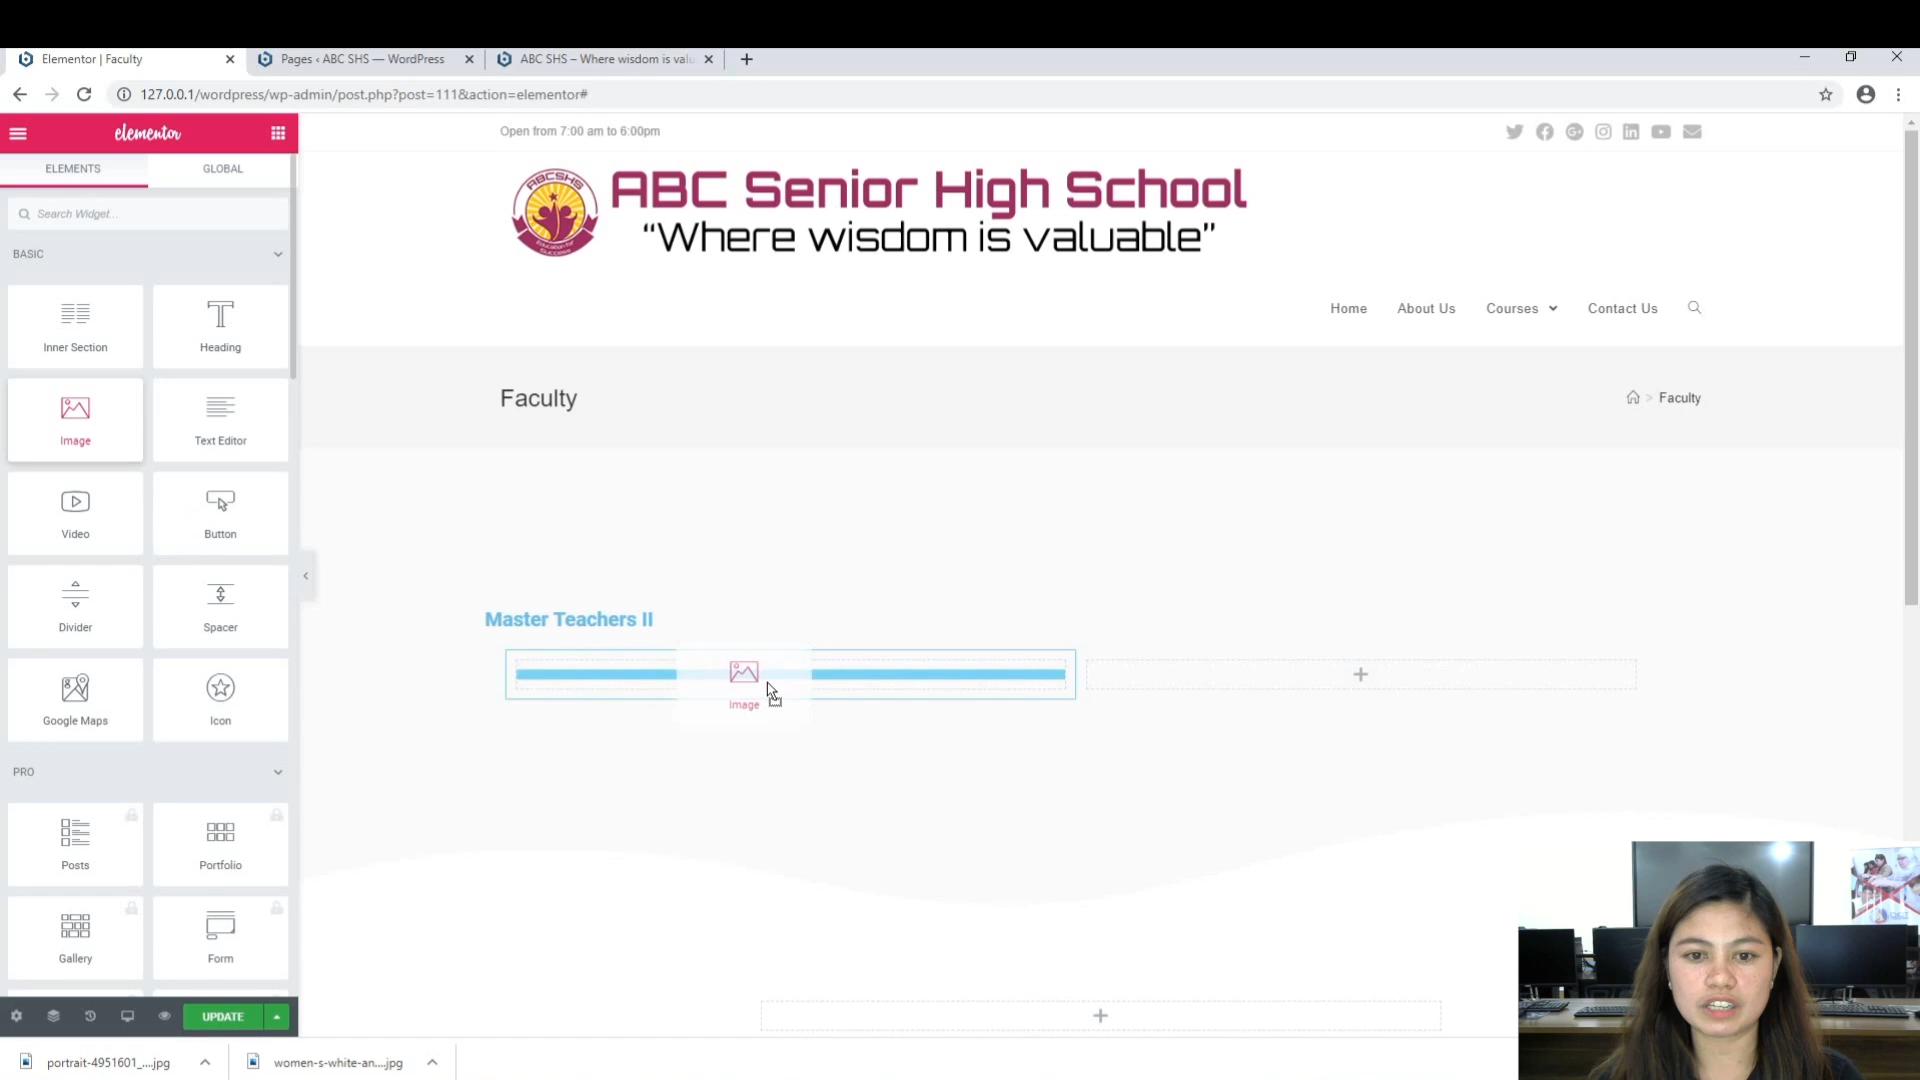 Elementor | Faculty
Pages ‹ ABC SHS — WordPress
ABC SHS – Where wisdom is valu
127.0.0.1/wordpress/wp-admin/post.php?post=111&action=elementor#
elementor
ELEMENTS
GLOBAL
Search Widget...
BASIC
Inner Section
Heading
Image
Text Editor
Video
Button
Divider
Spacer
Google Maps
Icon
PRO
Posts
Portfolio
Gallery
Form
UPDATE
Open from 7:00 am to 6:00pm
ABCSHS
ABC Senior High School
“Where wisdom is valuable”
Home
About Us
Courses
Contact Us
Faculty
> Faculty
Master Teachers II
Image
portrait-4951601_....jpg
women-s-white-an....jpg